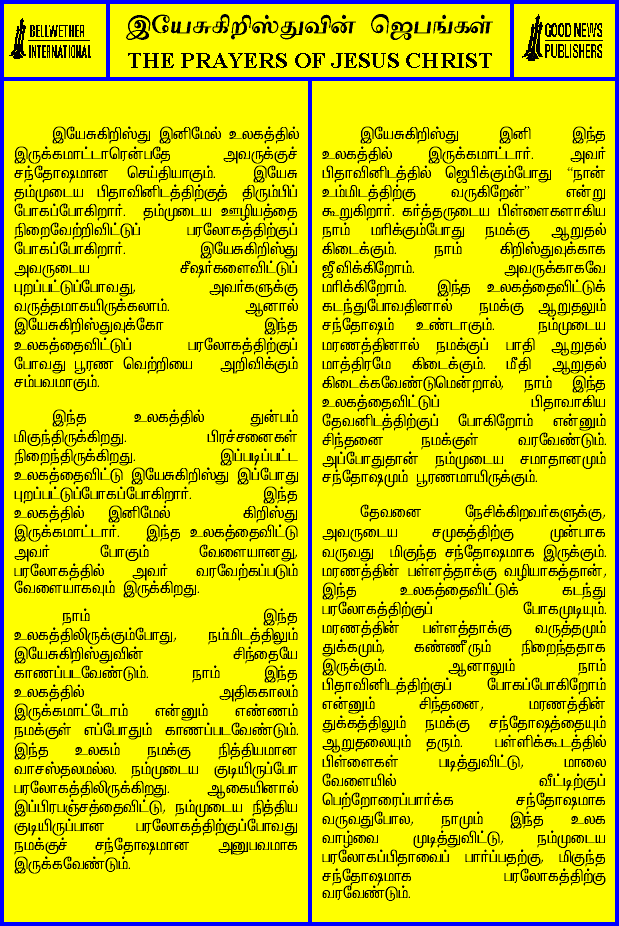 BELLWETHER
INTERNATIONAL
இயேசுகிறிஸ்துவின் ஜெபங்கள்
THE PRAYERS OF JESUS CHRIST
GOOD NEWS
PUBLISHERS
இயேசுகிறிஸ்து இனிமேல் உலகத்தில்
இருக்கமாட்டாரென்பதே அவருக்குச்
சந்தோஷமான செய்தியாகும். இயேசு
தம்முடைய பிதாவினிடத்திற்குத் திரும்பிப்
போகப்போகிறார். தம்முடைய ஊழியத்தை
நிறைவேற்றிவிட்டுப் பரலோகத்திற்குப்
போகப்போகிறார். இயேசுகிறிஸ்து
அவருடைய சீஷர்களைவிட்டுப்
புறப்பட்டுப்போவது, அவர்களுக்கு
வருத்தமாகயிருக்கலாம். ஆனால்
இயேசுகிறிஸ்துவுக்கோ இந்த
உலகத்தைவிட்டுப் பரலோகத்திற்குப்
போவது பூரண வெற்றியை அறிவிக்கும்
சம்பவமாகும்.
இந்த உலகத்தில் துன்பம்
மிகுந்திருக்கிறது. பிரச்சனைகள்
நிறைந்திருக்கிறது. இப்படிப்பட்ட
உலகத்தைவிட்டு இயேசுகிறிஸ்து இப்போது
புறப்பட்டுப்போகப்போகிறார். இந்த
உலகத்தில் இனிமேல் கிறிஸ்து
இருக்கமாட்டார். இந்த உலகத்தைவிட்டு
அவர் போகும் வேளையானது,
பரலோகத்தில் அவர் வரவேற்கப்படும்
வேளையாகவும் இருக்கிறது.
நாம் இந்த
உலகத்திலிருக்கும்போது, நம்மிடத்திலும்
இயேசுகிறிஸ்துவின் சிந்தையே
காணப்படவேண்டும். நாம் இந்த
உலகத்தில் அதிககாலம்
இருக்கமாட்டோம் என்னும் எண்ணம்
நமக்குள் எப்போதும் காணப்படவேண்டும்.
இந்த உலகம் நமக்கு நித்தியமான
வாசஸ்தலமல்ல. நம்முடைய குடியிருப்போ
பரலோகத்திலிருக்கிறது. ஆகையினால்
இப்பிரபஞ்சத்தைவிட்டு, நம்முடைய நித்திய
குடியிருப்பான பரலோகத்திற்குப்போவது
நமக்குச் சந்தோஷமான அனுபவமாக
இருக்கவேண்டும்.
இயேசுகிறிஸ்து இனி இந்த
உலகத்தில் இருக்கமாட்டார். அவர்
பிதாவினிடத்தில் ஜெபிக்கும்போது “நான்
உம்மிடத்திற்கு வருகிறேன்” என்று
கூறுகிறார். கர்த்தருடைய பிள்ளைகளாகிய
நாம் மரிக்கும்போது நமக்கு ஆறுதல்
கிடைக்கும். நாம் கிறிஸ்துவுக்காக
ஜீவிக்கிறோம். அவருக்காகவே
மரிக்கிறோம். இந்த உலகத்தைவிட்டுக்
கடந்துபோவதினால் நமக்கு ஆறுதலும்
சந்தோஷம் உண்டாகும். நம்முடைய
மரணத்தினால் நமக்குப் பாதி ஆறுதல்
மாத்திரமே கிடைக்கும். மீதி ஆறுதல்
கிடைக்கவேண்டுமென்றால், நாம் இந்த
உலகத்தைவிட்டுப் பிதாவாகிய
தேவனிடத்திற்குப் போகிறோம் என்னும்
சிந்தனை நமக்குள் வரவேண்டும்.
அப்போதுதான் நம்முடைய சமாதானமும்
சந்தோஷமும் பூரணமாயிருக்கும்.
தேவனை நேசிக்கிறவர்களுக்கு,
அவருடைய சமுகத்திற்கு முன்பாக
வருவது மிகுந்த சந்தோஷமாக இருக்கும்.
மரணத்தின் பள்ளத்தாக்கு வழியாகத்தான்,
இந்த உலகத்தைவிட்டுக் கடந்து
பரலோகத்திற்குப் போகமுடியும்.
மரணத்தின் பள்ளத்தாக்கு வருத்தமும்
துக்கமும், கண்ணீரும் நிறைந்ததாக
இருக்கும். ஆனாலும் நாம்
பிதாவினிடத்திற்குப் போகப்போகிறோம்
என்னும் சிந்தனை, மரணத்தின்
துக்கத்திலும் நமக்கு சந்தோஷத்தையும்
ஆறுதலையும் தரும். பள்ளிக்கூடத்தில்
பிள்ளைகள் படித்துவிட்டு, மாலை
வேளையில் வீட்டிற்குப்
பெற்றோரைப்பார்க்க சந்தோஷமாக
வருவதுபோல, நாமும் இந்த உலக
வாழ்வை முடித்துவிட்டு, நம்முடைய
பரலோகப்பிதாவைப் பார்ப்பதற்கு, மிகுந்த
சந்தோஷமாக பரலோகத்திற்கு
வரவேண்டும்.